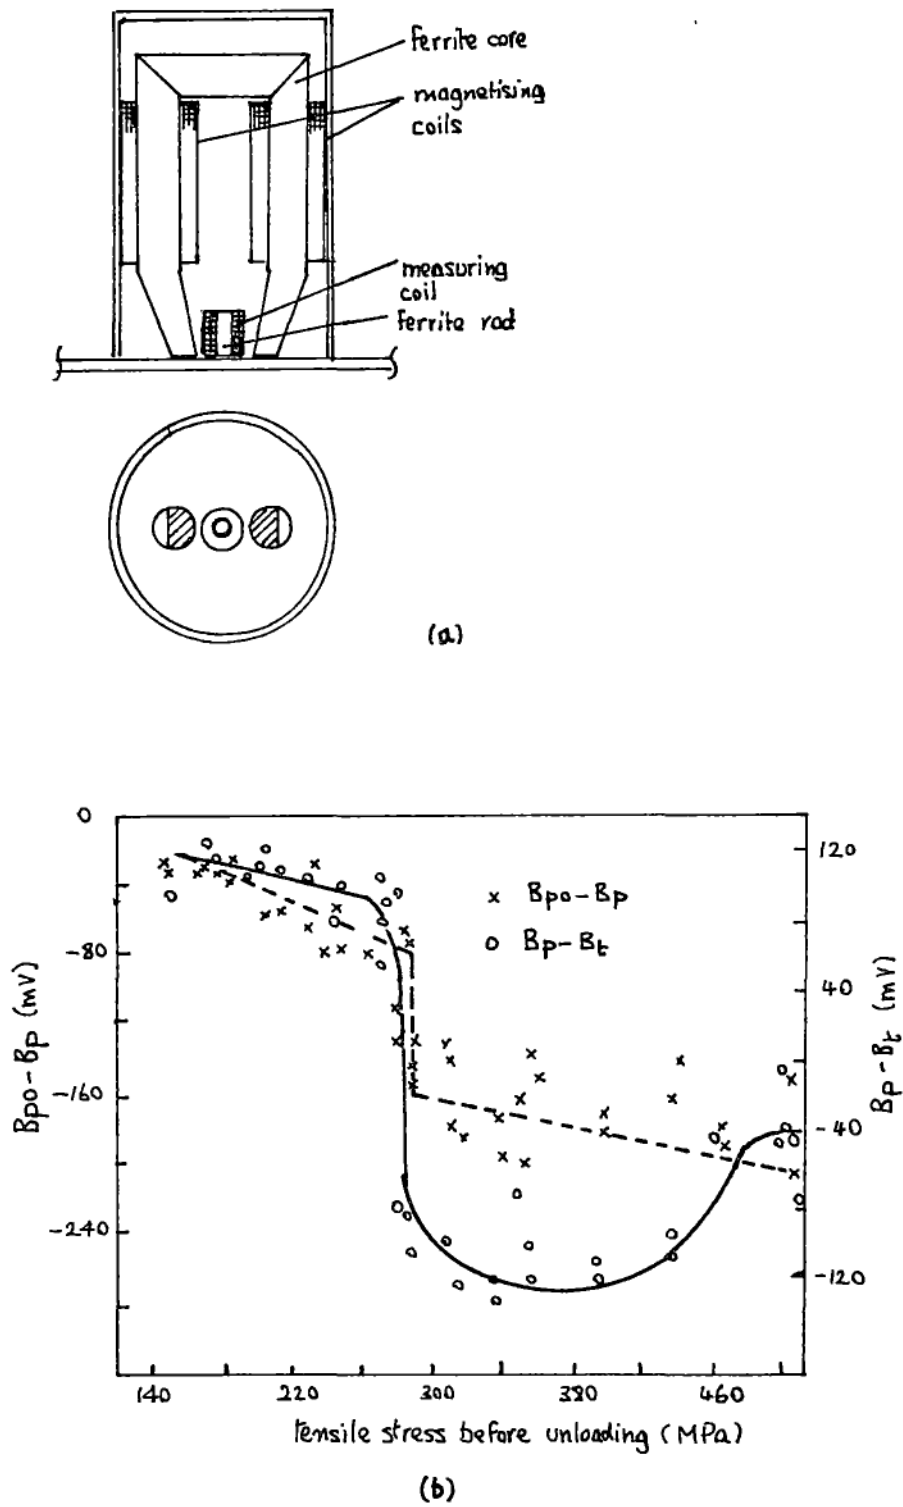 ferrite core
magnetising
coils
measuring
coil
ferrite rod
(a)
0
-80
-160
-240
Bpo-Bp (mV)
x Bpo-Bp
o Bp-Bt
120
40
-40
-120
Bp-Bt (mV)
140 220 300 380 460
tensile stress before unloading (MPa)
(b)